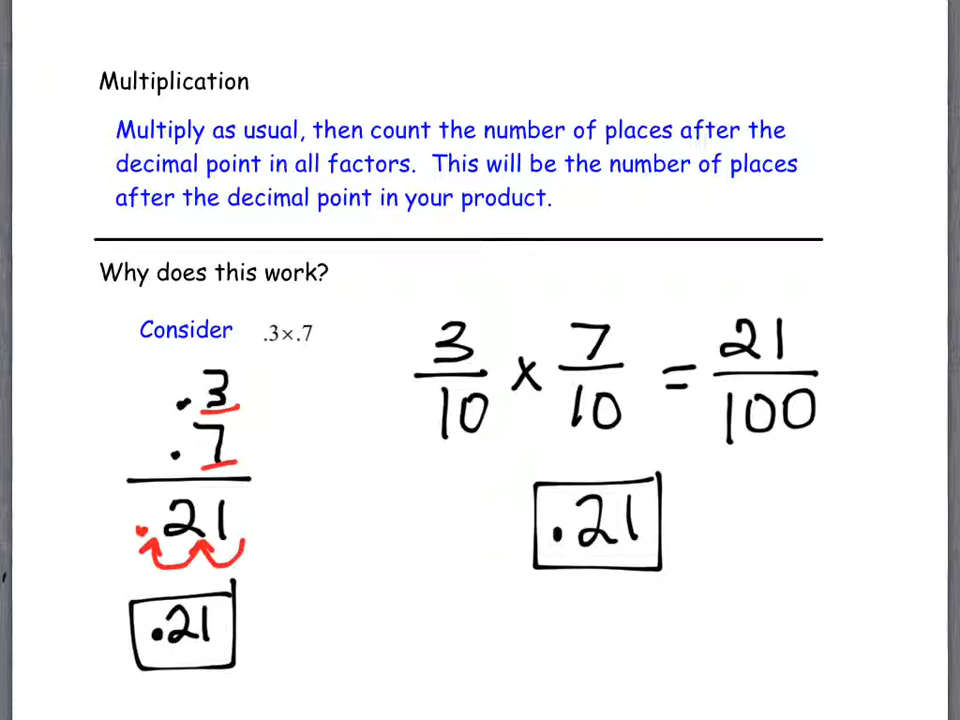 Multiplication
Multiply as usual, then count the number of places after the
decimal point in all factors. This will be the number of places
after the decimal point in your product.
Why does this work?
Consider .3×.7
.3
.7
.21
.21
3/10 × 7/10 = 21/100
.21